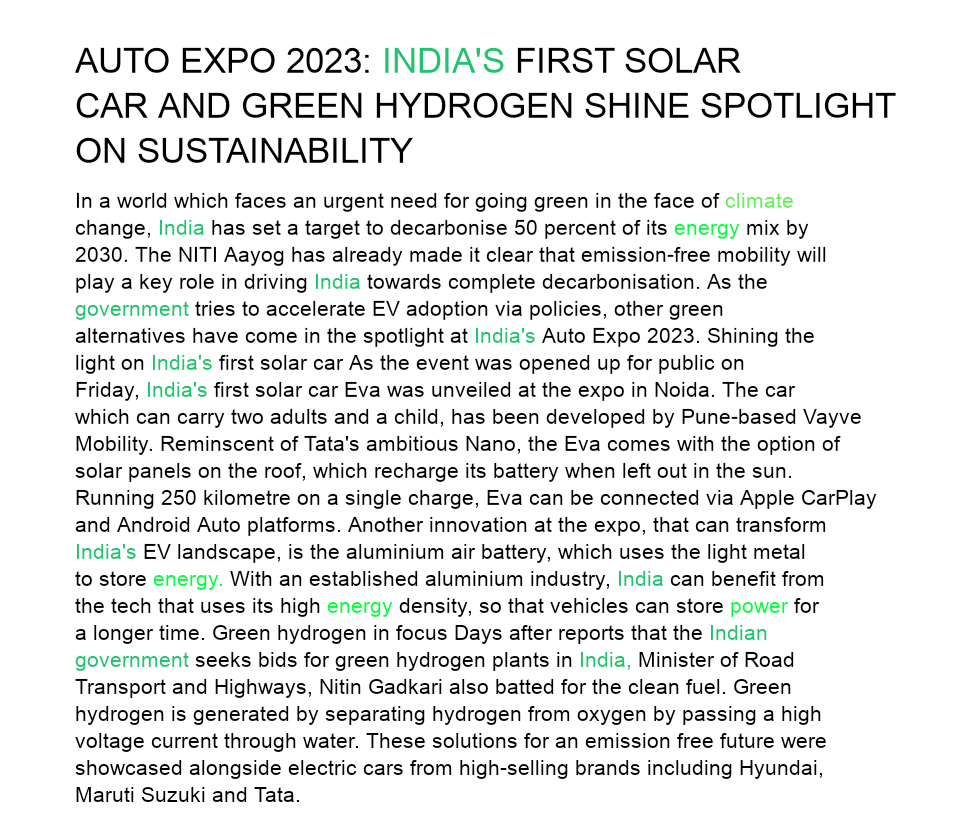 AUTO EXPO 2023: INDIA'S FIRST SOLAR
CAR AND GREEN HYDROGEN SHINE SPOTLIGHT
ON SUSTAINABILITY
In a world which faces an urgent need for going green in the face of climate
change, India has set a target to decarbonise 50 percent of its energy mix by
2030. The NITI Aayog has already made it clear that emission-free mobility will
play a key role in driving India towards complete decarbonisation. As the
government tries to accelerate EV adoption via policies, other green
alternatives have come in the spotlight at India's Auto Expo 2023. Shining the
light on India's first solar car As the event was opened up for public on
Friday, India's first solar car Eva was unveiled at the expo in Noida. The car
which can carry two adults and a child, has been developed by Pune-based Vayve
Mobility. Reminscent of Tata's ambitious Nano, the Eva comes with the option of
solar panels on the roof, which recharge its battery when left out in the sun.
Running 250 kilometre on a single charge, Eva can be connected via Apple CarPlay
and Android Auto platforms. Another innovation at the expo, that can transform
India's EV landscape, is the aluminium air battery, which uses the light metal
to store energy. With an established aluminium industry, India can benefit from
the tech that uses its high energy density, so that vehicles can store power for
a longer time. Green hydrogen in focus Days after reports that the Indian
government seeks bids for green hydrogen plants in India, Minister of Road
Transport and Highways, Nitin Gadkari also batted for the clean fuel. Green
hydrogen is generated by separating hydrogen from oxygen by passing a high
voltage current through water. These solutions for an emission free future were
showcased alongside electric cars from high-selling brands including Hyundai,
Maruti Suzuki and Tata.